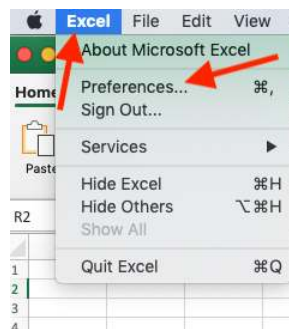 Excel File Edit View
About Microsoft Excel
Home
Preferences... ⌘,
Sign Out...
Paste
Services ▶
Hide Excel ⌘H
Hide Others ⌥⌘H
R2
Show All
Quit Excel ⌘Q
1
2
3
4